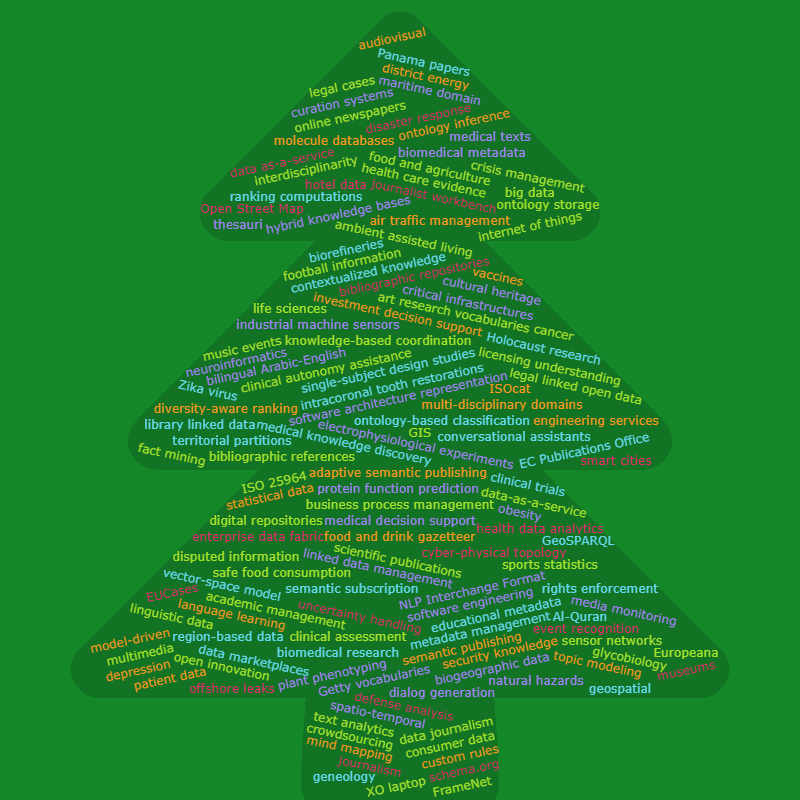 audiovisual
Panama papers
district energy
maritime domain
legal cases
curation systems
online newspapers
disaster response
ontology inference
molecule databases
medical texts
biomedical metadata
data as-a-service
interdisciplinarity
food and agriculture
crisis management
health care evidence
hotel data
journalist workbench
big data
ranking computations
ontology storage
Open Street Map
thesauri
hybrid knowledge bases
air traffic management
internet of things
ambient assisted living
biorefineries
football information
contextualized knowledge
bibliographic repositories
vaccines
cultural heritage
critical infrastructures
art research vocabularies
cancer
life sciences
investment decision support
industrial machine sensors
Holocaust research
music events
knowledge-based coordination
neuroinformatics
bilingual Arabic-English
clinical autonomy assistance
single-subject design studies
licensing understanding
legal linked open data
Zika virus
intracoronal tooth restorations
software architecture representation
ISOcat
diversity-aware ranking
multi-disciplinary domains
library linked data
medical knowledge discovery
electrophysiological experiments
ontology-based classification
engineering services
GIS
territorial partitions
conversational assistants
fact mining
bibliographic references
EC Publications Office
smart cities
adaptive semantic publishing
ISO 25964
statistical data
protein function prediction
clinical trials
data-as-a-service
business process management
obesity
digital repositories
medical decision support
health data analytics
enterprise data fabric
food and drink gazetteer
GeoSPARQL
disputed information
linked data management
scientific publications
cyber-physical topology
sports statistics
safe food consumption
vector-space model
semantic subscription
NLP Interchange Format
rights enforcement
EUCases
academic management
uncertainty handling
software engineering
media monitoring
linguistic data
language learning
educational metadata
Al-Quran
metadata management
event recognition
model-driven
region-based data
clinical assessment
sensor networks
multimedia
data marketplaces
biomedical research
semantic publishing
security knowledge
glycobiology
Europeana
depression
open innovation
plant phenotyping
topic modeling
museums
patient data
offshore leaks
Getty vocabularies
biogeographic data
natural hazards
dialog generation
geospatial
defense analysis
spatio-temporal
text analytics
data journalism
crowdsourcing
consumer data
mind mapping
custom rules
Journalism
schema.org
geneology
XO laptop
FrameNet